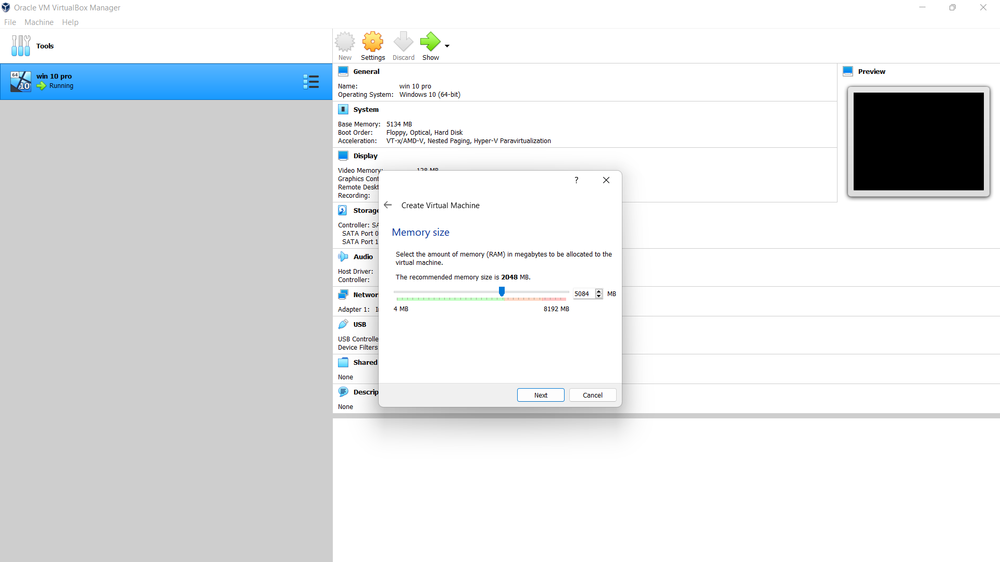 Oracle VM VirtualBox Manager
File Machine Help
Tools
New Settings Discard Show
64
10
win 10 pro
Running
General
Name: win 10 pro
Operating System: Windows 10 (64-bit)
Preview
System
Base Memory: 5134 MB
Boot Order: Floppy, Optical, Hard Disk
Acceleration: VT-x/AMD-V, Nested Paging, Hyper-V Paravirtualization
Display
Video Memory: 128 MB
Graphics Cont
Remote Deskt
Recording:
Storage
Controller: SA
SATA Port 0
SATA Port 1
Audio
Host Driver:
Controller:
Networ
Adapter 1:
USB
USB Controlle
Device Filters
Shared
None
Descrip
None
?
Create Virtual Machine
Memory size
Select the amount of memory (RAM) in megabytes to be allocated to the
virtual machine.
The recommended memory size is 2048 MB.
5084 MB
4 MB 8192 MB
Next Cancel